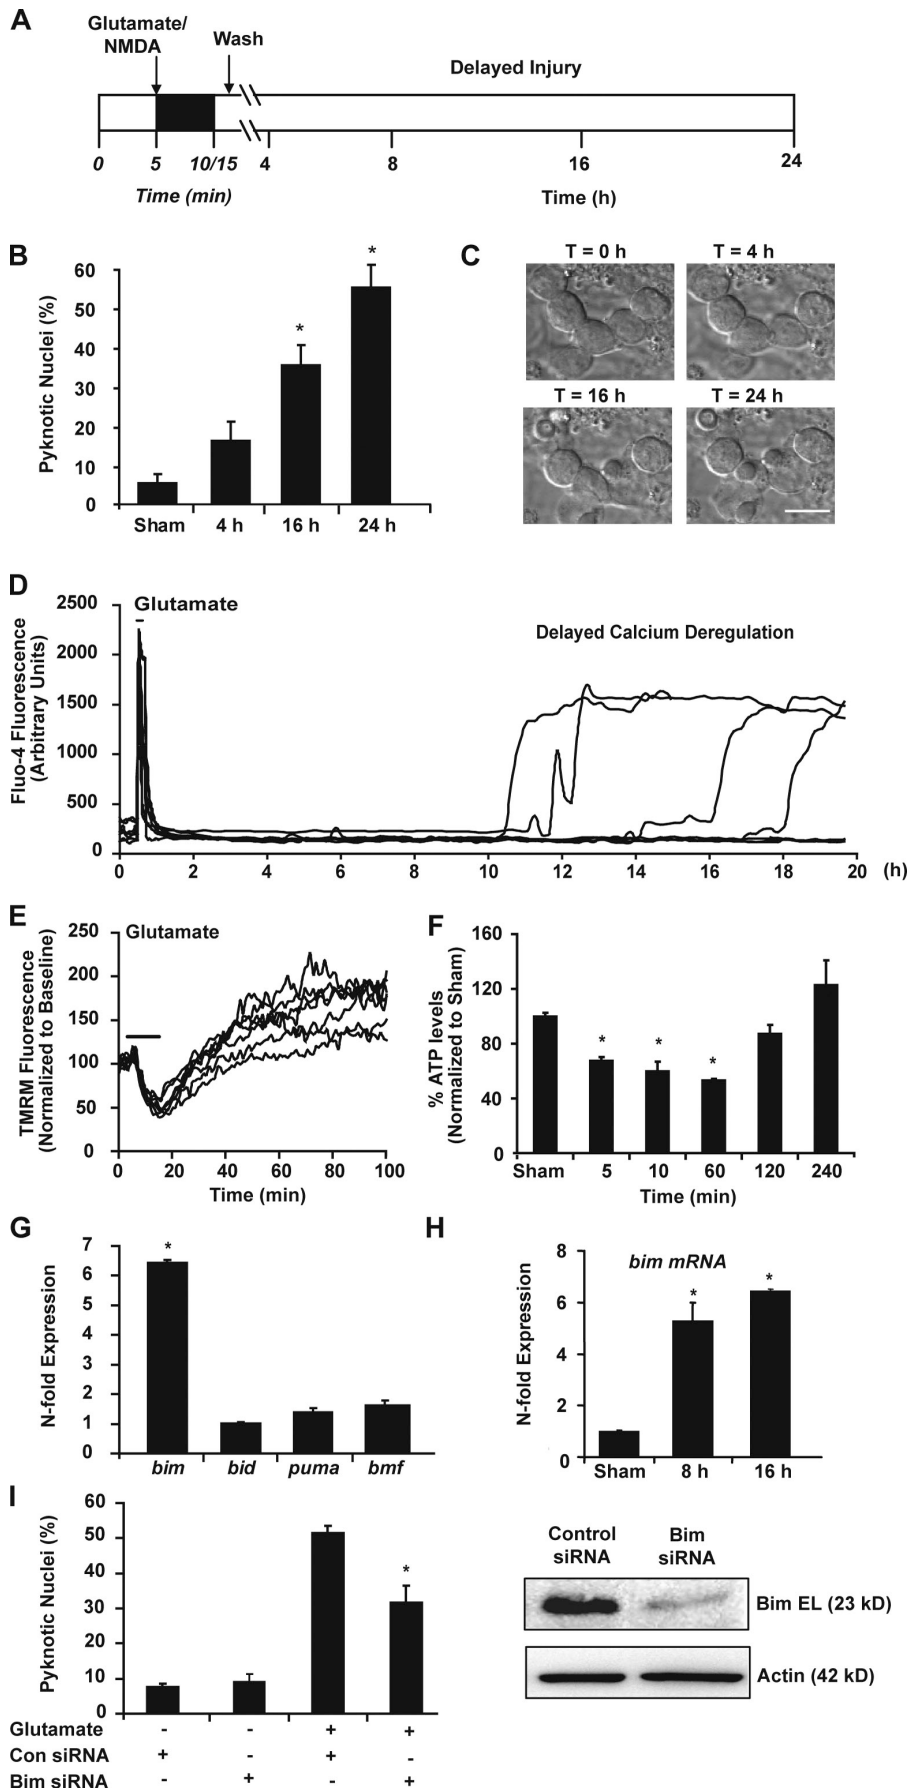 A
Glutamate/
NMDA
Wash
Delayed Injury
0 5 10/15 4 8 16 24
Time (min)
Time (h)
B
Pyknotic Nuclei (%)
60
50
40
30
20
10
0
Sham 4 h 16 h 24 h
* *
C
T = 0 h T = 4 h
T = 16 h T = 24 h
D
Fluo-4 Fluorescence
(Arbitrary Units)
2500
2000
1500
1000
500
0
Glutamate
Delayed Calcium Deregulation
0 2 4 6 8 10 12 14 16 18 20 (h)
E
TMRM Fluorescence
(Normalized to Baseline)
250
200
150
100
50
0
Glutamate
0 20 40 60 80 100
Time (min)
F
% ATP levels
(Normalized to Sham)
160
120
80
40
0
* * *
Sham 5 10 60 120 240
Time (min)
G
N-fold Expression
7
6
5
4
3
2
1
0
*
bim bid puma bmf
H
N-fold Expression
8
6
4
2
0
bim mRNA
* *
Sham 8 h 16 h
I
Pyknotic Nuclei (%)
60
50
40
30
20
10
0
*
Glutamate - - + +
Con siRNA + - + -
Bim siRNA - + - +
Control
siRNA
Bim
siRNA
Bim EL (23 kD)
Actin (42 kD)